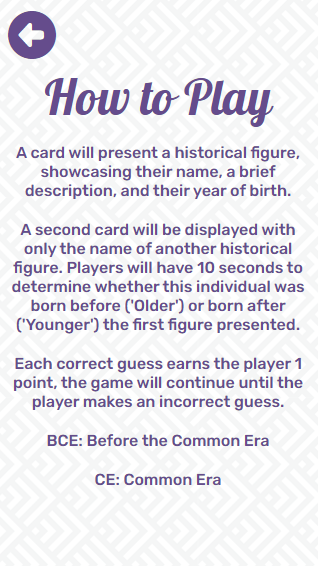 How to Play
A card will present a historical figure,
showcasing their name, a brief
description, and their year of birth.
A second card will be displayed with
only the name of another historical
figure. Players will have 10 seconds to
determine whether this individual was
born before ('Older') or born after
('Younger') the first figure presented.
Each correct guess earns the player 1
point, the game will continue until the
player makes an incorrect guess.
BCE: Before the Common Era
CE: Common Era